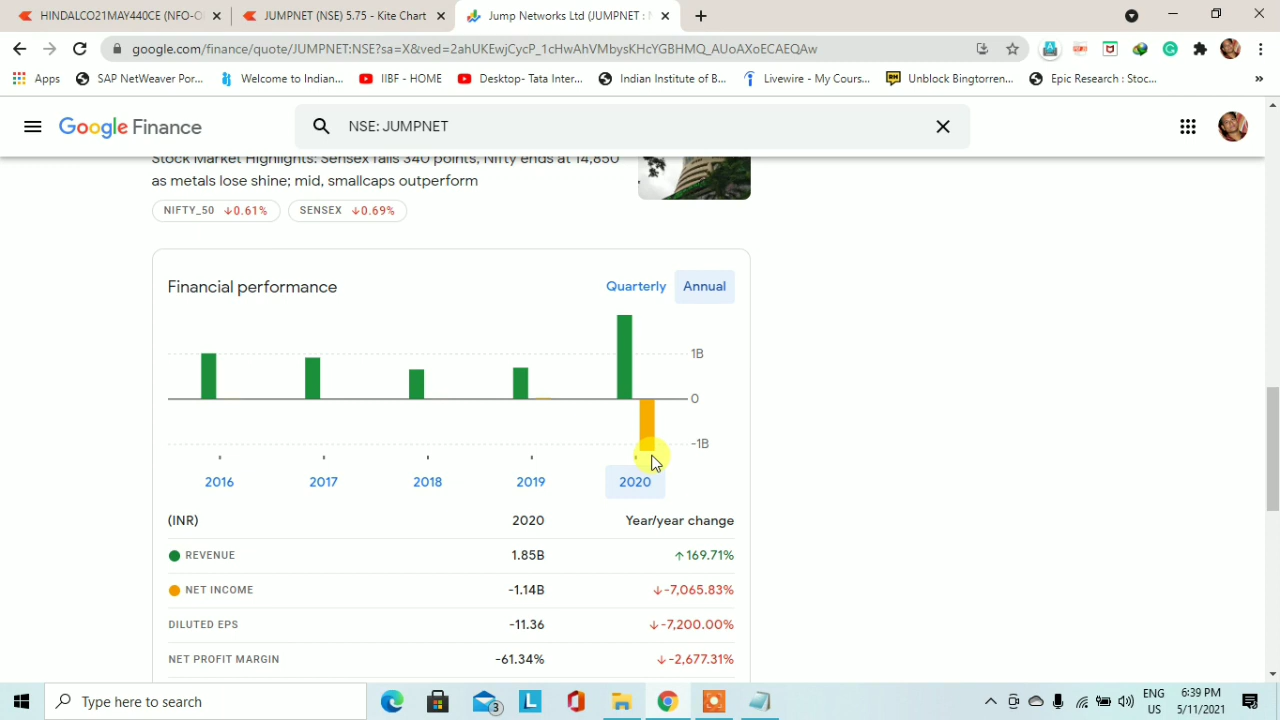 HINDALCO21MAY440CE (NFO-O
JUMPNET (NSE) 5.75 - Kite Chart
Jump Networks Ltd (JUMPNET : N
google.com/finance/quote/JUMPNET:NSE?sa=X&ved=2ahUKEwjCycP_1cHwAhVMbysKHcYGBHMQ_AUoAXoECAEQAw
Apps
SAP NetWeaver Por...
Welcome to Indian...
IIBF - HOME
Desktop- Tata Inter...
Indian Institute of B...
Livewire - My Cours...
Unblock Bingtorren...
Epic Research : Stoc...
Google Finance
NSE: JUMPNET
Stock Market Highlights: Sensex falls 340 points, Nifty ends at 14,850
as metals lose shine; mid, smallcaps outperform
NIFTY_50 ↓0.61%
SENSEX ↓0.69%
Financial performance
Quarterly
Annual
1B
0
-1B
2016
2017
2018
2019
2020
(INR) 2020 Year/year change
REVENUE 1.85B ↑169.71%
NET INCOME -1.14B ↓-7,065.83%
DILUTED EPS -11.36 ↓-7,200.00%
NET PROFIT MARGIN -61.34% ↓-2,677.31%
Type here to search
3
L
ENG
US
6:39 PM
5/11/2021